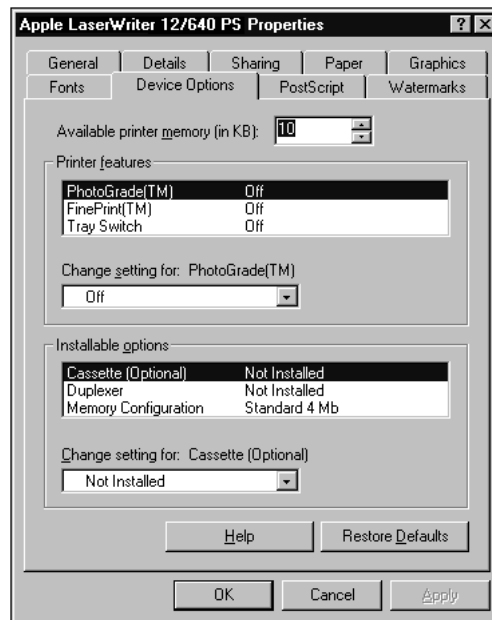 Apple LaserWriter 12/640 PS Properties
General Details Sharing Paper Graphics
Fonts Device Options PostScript Watermarks
Available printer memory (in KB): 10
Printer features
PhotoGrade(TM) Off
FinePrint(TM) Off
Tray Switch Off
Change setting for: PhotoGrade(TM)
Off
Installable options
Cassette (Optional) Not Installed
Duplexer Not Installed
Memory Configuration Standard 4 Mb
Change setting for: Cassette (Optional)
Not Installed
Help Restore Defaults
OK Cancel Apply